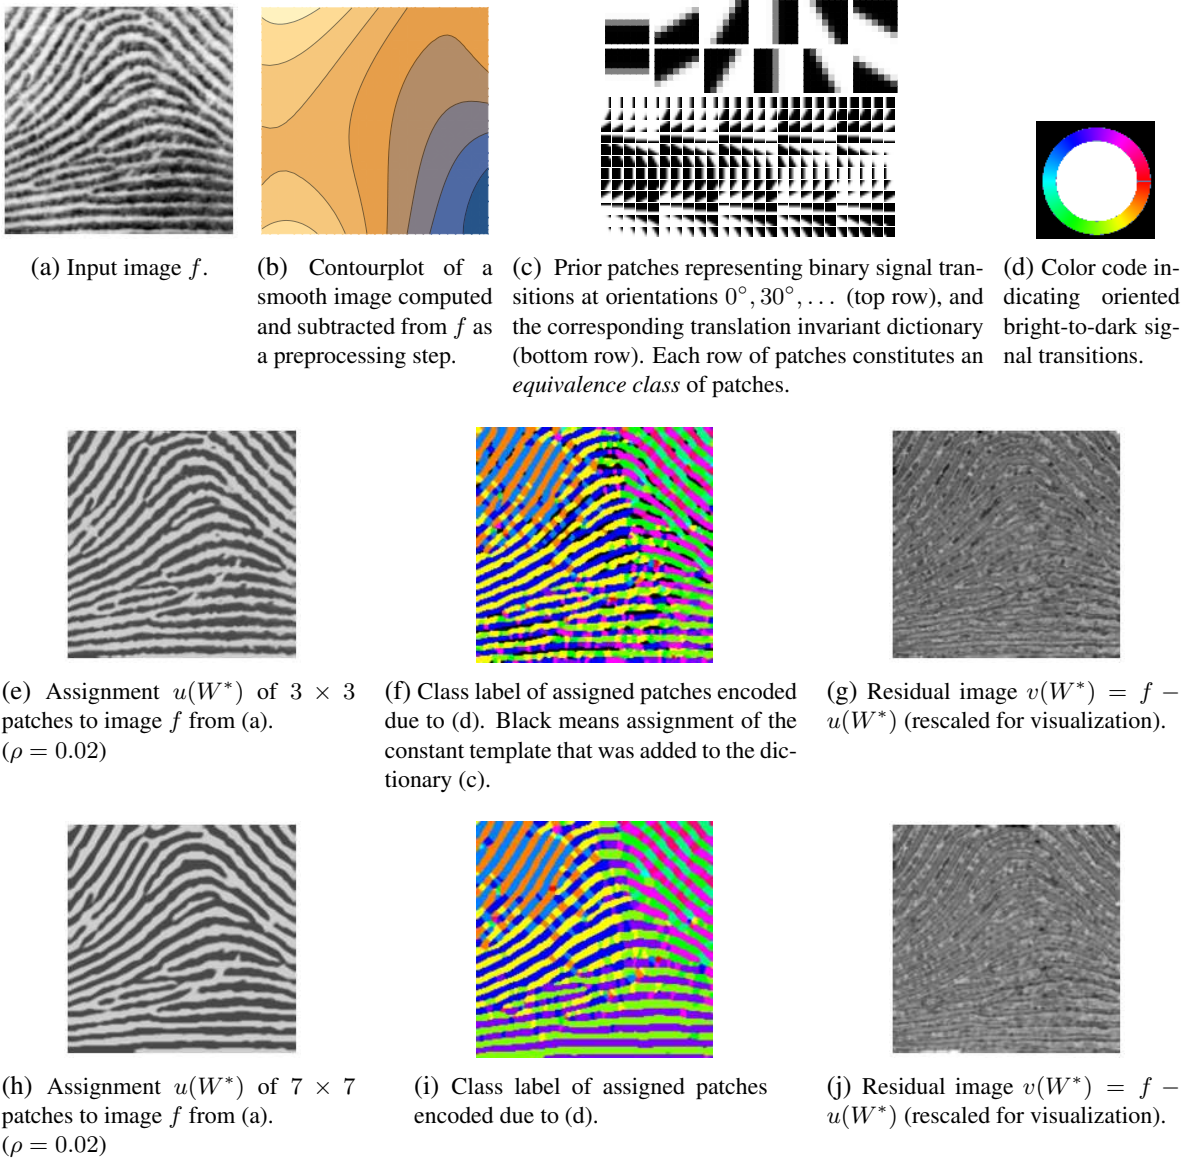 (a) Input image f.
(b) Contourplot of a
smooth image computed
and subtracted from f as
a preprocessing step.
(c) Prior patches representing binary signal tran-
sitions at orientations 0°, 30°, . . . (top row), and
the corresponding translation invariant dictionary
(bottom row). Each row of patches constitutes an
equivalence class of patches.
(d) Color code in-
dicating oriented
bright-to-dark sig-
nal transitions.
(e) Assignment u(W*) of 3 × 3
patches to image f from (a).
(ρ = 0.02)
(f) Class label of assigned patches encoded
due to (d). Black means assignment of the
constant template that was added to the dic-
tionary (c).
(g) Residual image v(W*) = f −
u(W*) (rescaled for visualization).
(h) Assignment u(W*) of 7 × 7
patches to image f from (a).
(ρ = 0.02)
(i) Class label of assigned patches
encoded due to (d).
(j) Residual image v(W*) = f −
u(W*) (rescaled for visualization).